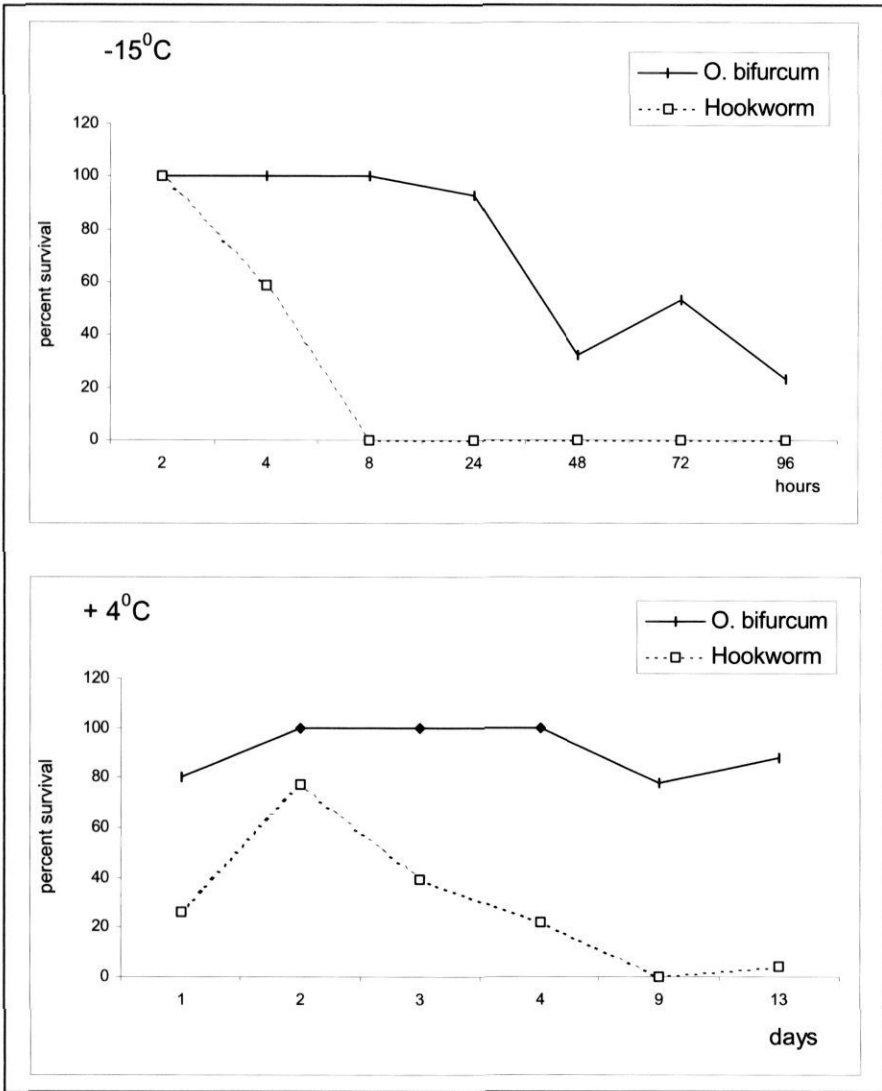 -15⁰C
O. bifurcum
Hookworm
120
100
80
60
40
20
0
percent survival
2 4 8 24 48 72 96
hours
+ 4⁰C
O. bifurcum
Hookworm
120
100
80
60
40
20
0
percent survival
1 2 3 4 9 13
days